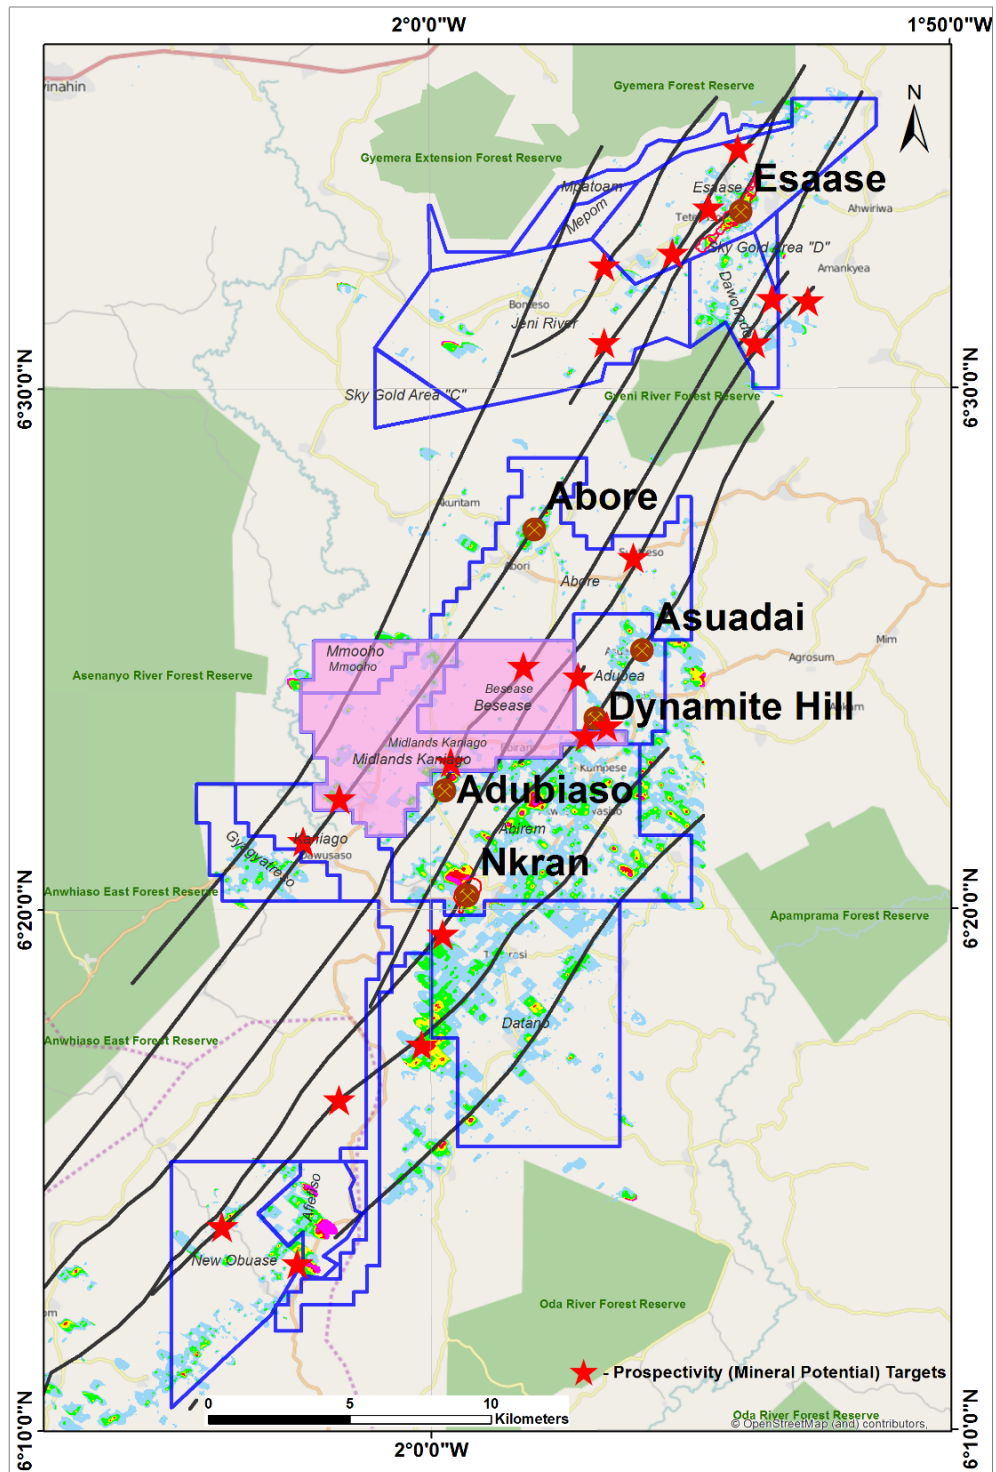 2°0'0"W
1°50'0"W
vinahin
Gyemera Forest Reserve
N
Gyemera Extension Forest Reserve
Mpatoam
Mepom
Esaase
Esaase
Ahwiriwa
Sky Gold Area "D"
Amankyea
Bonteso
Jeni River
6°30'0"N
6°30'0"N
Sky Gold Area "C"
Gyeni River Forest Reserve
Akuntam
Abore
Abori
Abore
Asuadai
Mim
Mmooho
Mmooho
Agrosum
Asenanyo River Forest Reserve
Adubea
Besease
Besease
Dynamite Hill
Midlands Kaniago
Midlands Kaniago
Kumpese
Adubiaso
Abirem
Kaniago
Gyagyatreso
Nkran
Anwhiaso East Forest Reserve
6°20'0"N
6°20'0"N
Apamprama Forest Reserve
Datano
Anwhiaso East Forest Reserve
Afiefiso
New Obuase
Oda River Forest Reserve
- Prospectivity (Mineral Potential) Targets
0 5 10
Kilometers
Oda River Forest Reserve
© OpenStreetMap (and) contributors,
6°10'0"N
6°10'0"N
2°0'0"W